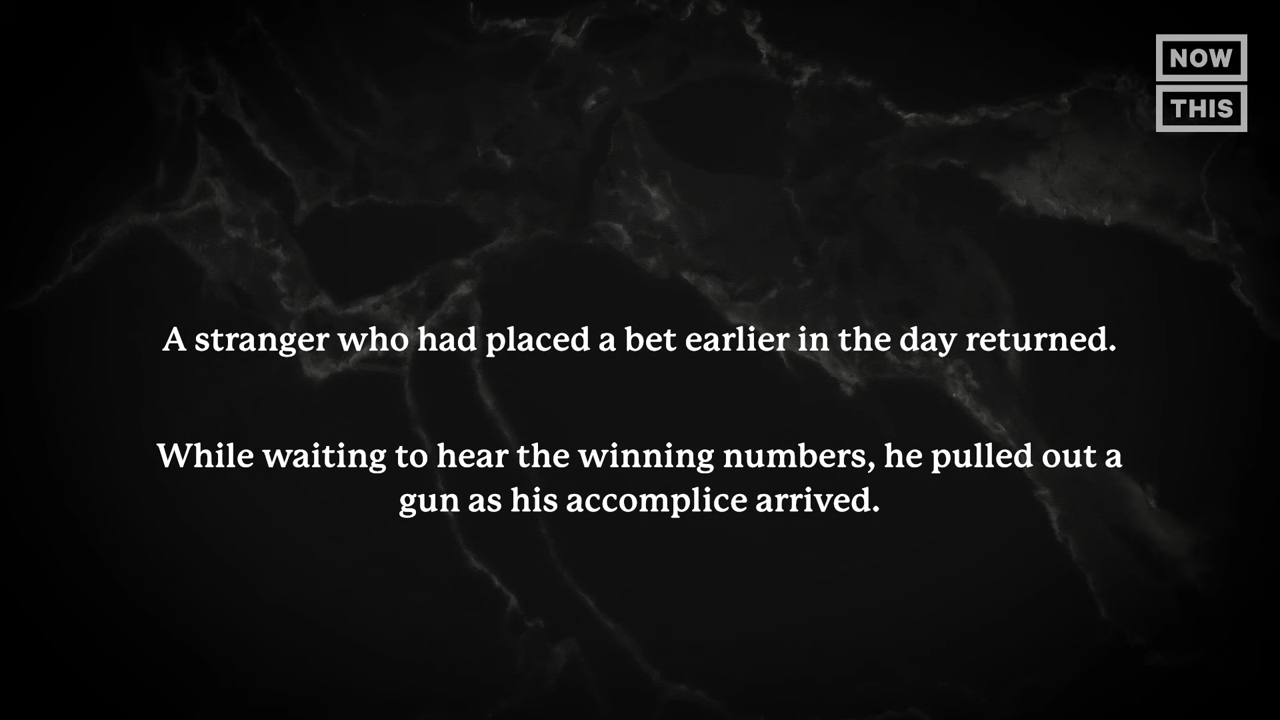 NOW
THIS
A stranger who had placed a bet earlier in the day returned.
While waiting to hear the winning numbers, he pulled out a
gun as his accomplice arrived.